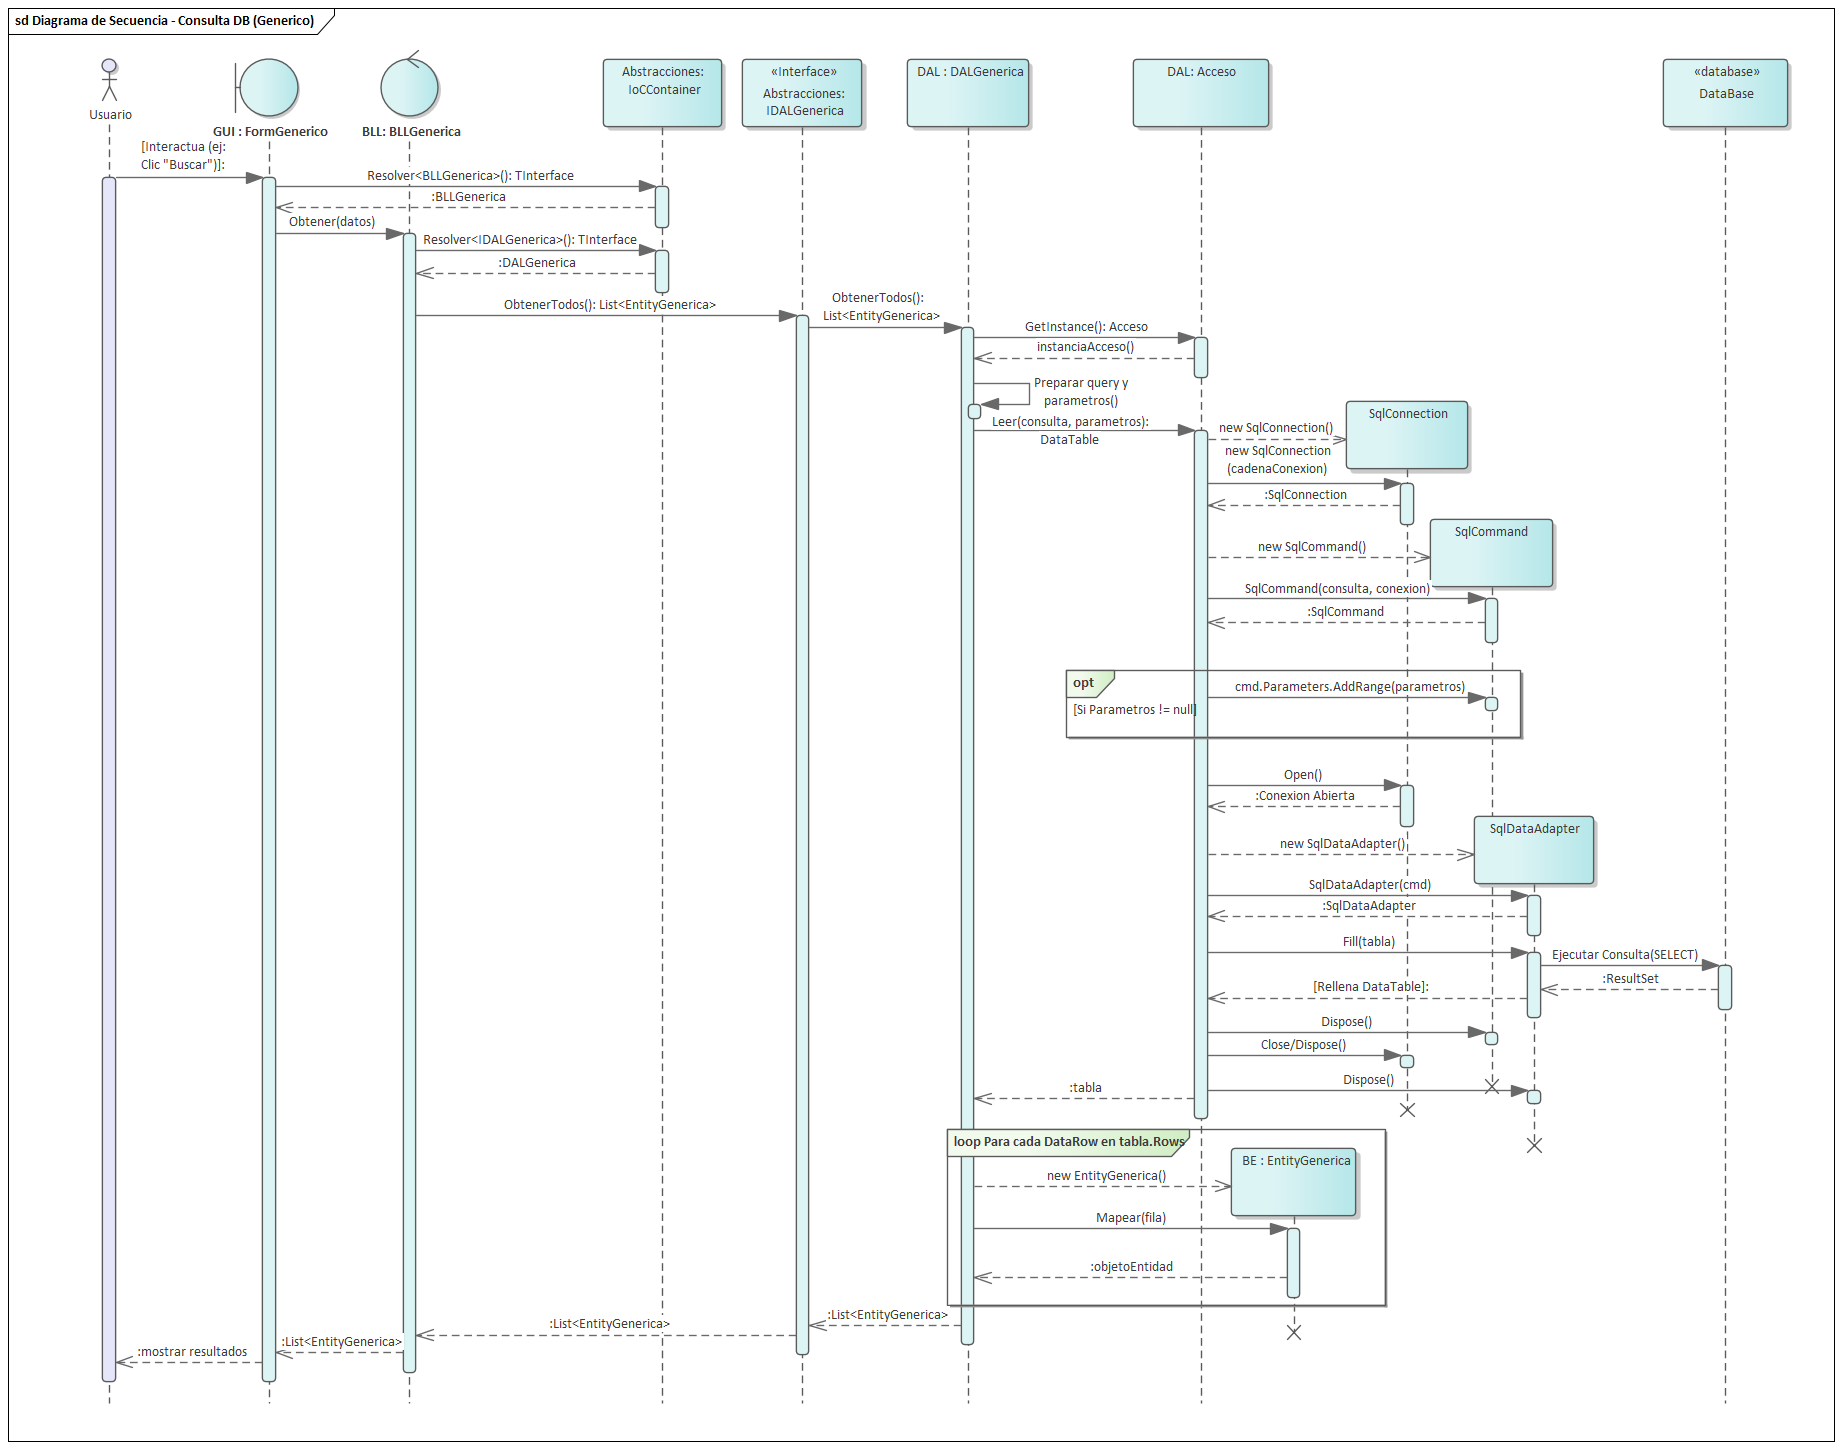 sd Diagrama de Secuencia - Consulta DB (Generico)
Usuario
GUI : FormGenerico
BLL: BLLGenerica
Abstracciones:
IoCContainer
«Interface»
Abstracciones:
IDALGenerica
DAL : DALGenerica
DAL: Acceso
«database»
DataBase
[Interactua (ej:
Clic "Buscar")]:
Resolver<BLLGenerica>(): TInterface
:BLLGenerica
Obtener(datos)
Resolver<IDALGenerica>(): TInterface
:DALGenerica
ObtenerTodos(): List<EntityGenerica>
ObtenerTodos():
List<EntityGenerica>
GetInstance(): Acceso
instanciaAcceso()
Preparar query y
parametros()
Leer(consulta, parametros):
DataTable
SqlConnection
new SqlConnection()
new SqlConnection
(cadenaConexion)
:SqlConnection
SqlCommand
new SqlCommand()
SqlCommand(consulta, conexion)
:SqlCommand
opt
cmd.Parameters.AddRange(parametros)
[Si Parametros != null]
Open()
:Conexion Abierta
SqlDataAdapter
new SqlDataAdapter()
SqlDataAdapter(cmd)
:SqlDataAdapter
Fill(tabla)
Ejecutar Consulta(SELECT)
:ResultSet
[Rellena DataTable]:
Dispose()
Close/Dispose()
Dispose()
:tabla
loop Para cada DataRow en tabla.Rows
BE : EntityGenerica
new EntityGenerica()
Mapear(fila)
:objetoEntidad
:List<EntityGenerica>
:List<EntityGenerica>
:List<EntityGenerica>
:mostrar resultados